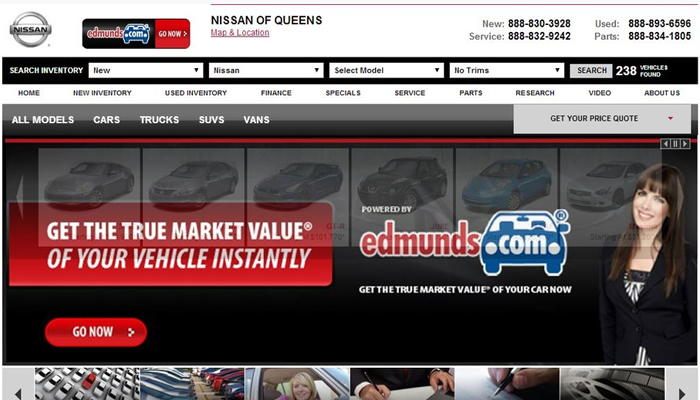 NISSAN
edmunds.com GO NOW
NISSAN OF QUEENS
Map & Location
New: 888-830-3928 Used: 888-893-6596
Service: 888-832-9242 Parts: 888-834-1805
SEARCH INVENTORY New Nissan Select Model No Trims SEARCH 238 VEHICLES FOUND
HOME NEW INVENTORY USED INVENTORY FINANCE SPECIALS SERVICE PARTS RESEARCH VIDEO ABOUT US
ALL MODELS CARS TRUCKS SUVS VANS GET YOUR PRICE QUOTE
GT-R
POWERED BY
edmunds.com®
GET THE TRUE MARKET VALUE®
OF YOUR VEHICLE INSTANTLY
GET THE TRUE MARKET VALUE® OF YOUR CAR NOW
GO NOW